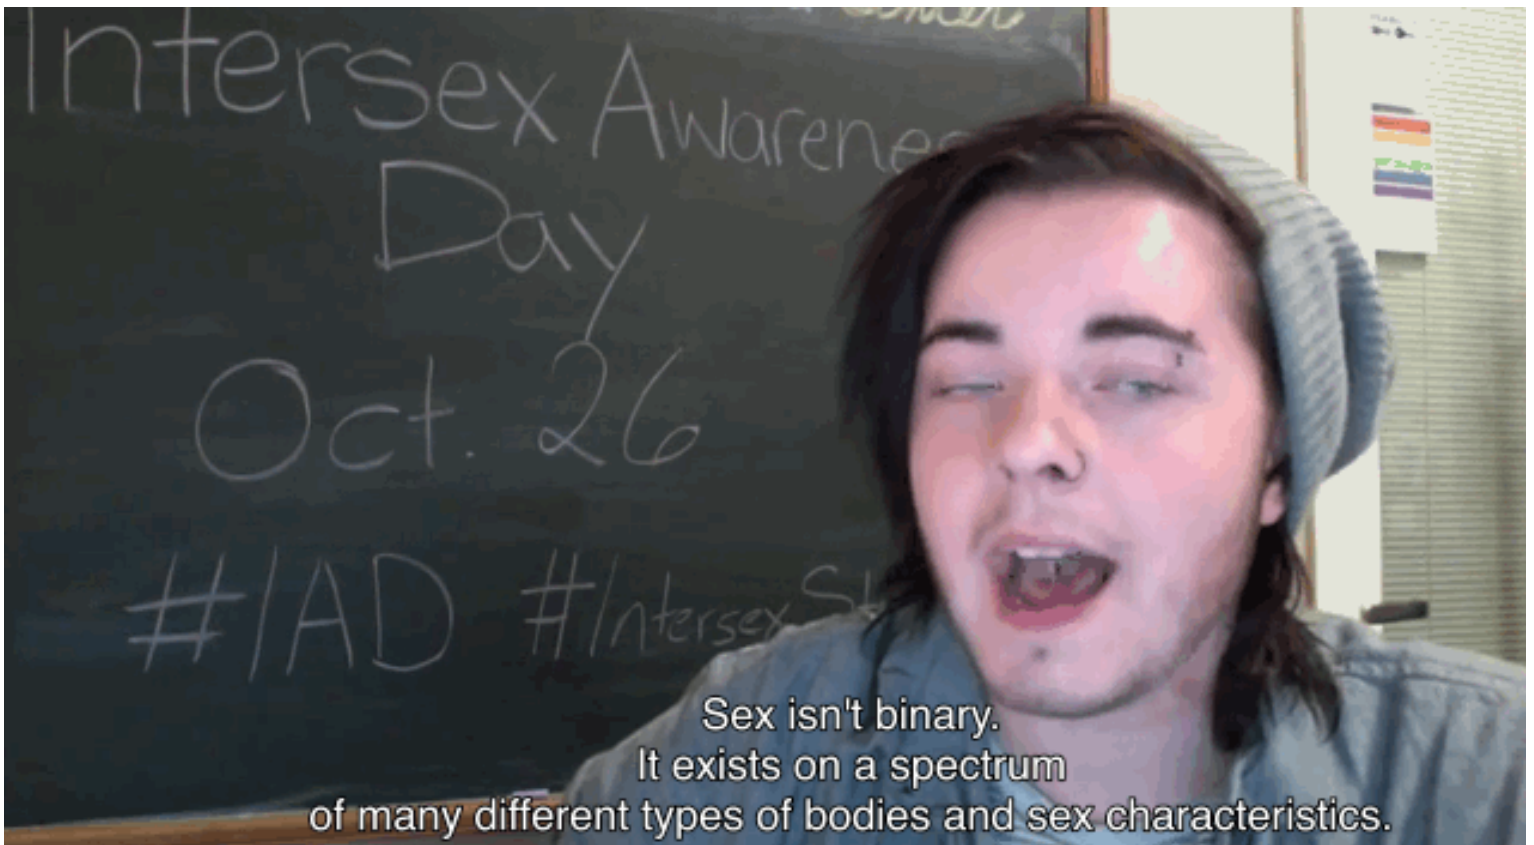 Intersex Awarenes
Day
Oct. 26
#IAD #Intersex
Sex isn't binary.
It exists on a spectrum
of many different types of bodies and sex characteristics.